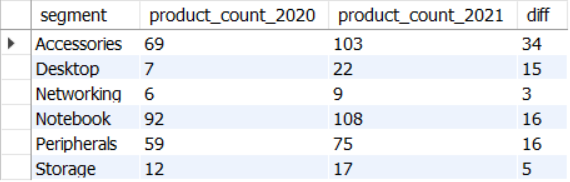 segment product_count_2020 product_count_2021 diff
Accessories 69 103 34
Desktop 7 22 15
Networking 6 9 3
Notebook 92 108 16
Peripherals 59 75 16
Storage 12 17 5